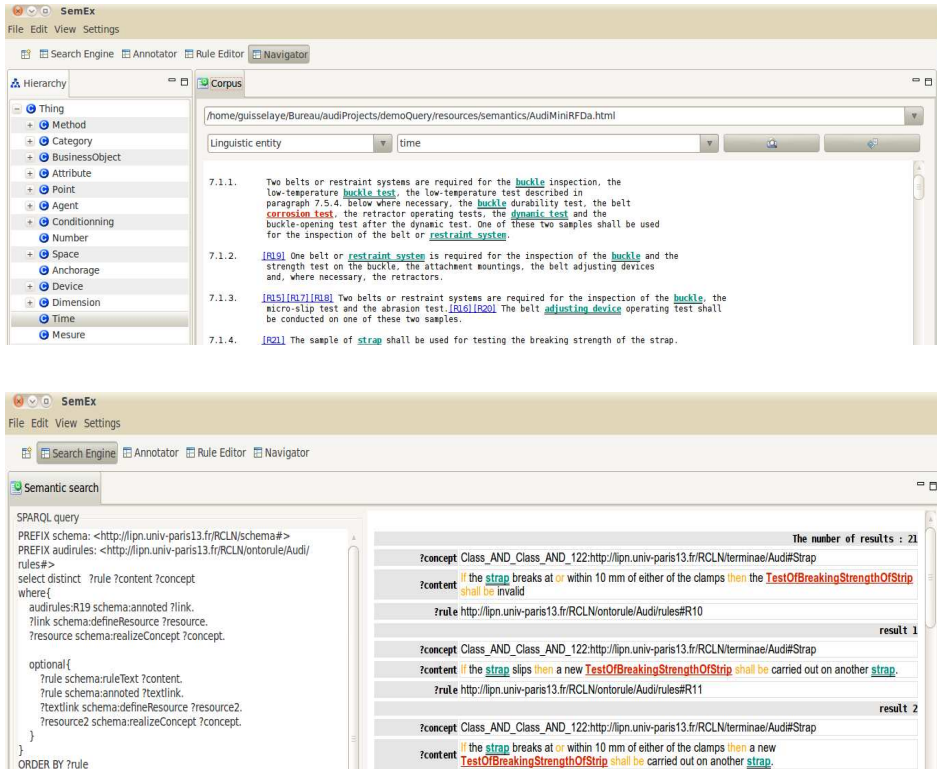 SemEx
File Edit View Settings
Search Engine Annotator Rule Editor Navigator
Hierarchy
Corpus
Thing
Method
Category
BusinessObject
Attribute
Point
Agent
Conditionning
Number
Space
Anchorage
Device
Dimension
Time
Mesure
/home/guisselaye/Bureau/audiProjects/demoQuery/resources/semantics/AudiMiniRFDa.html
Linguistic entity
time
7.1.1. Two belts or restraint systems are required for the buckle inspection, the
low-temperature buckle test, the low-temperature test described in
paragraph 7.5.4. below where necessary, the buckle durability test, the belt
corrosion test, the retractor operating tests, the dynamic test and the
buckle-opening test after the dynamic test. One of these two samples shall be used
for the inspection of the belt or restraint system.
7.1.2. [R19] One belt or restraint system is required for the inspection of the buckle and the
strength test on the buckle, the attachment mountings, the belt adjusting devices
and, where necessary, the retractors.
7.1.3. [R15][R17][R18] Two belts or restraint systems are required for the inspection of the buckle, the
micro-slip test and the abrasion test.[R16][R20] The belt adjusting device operating test shall
be conducted on one of these two samples.
7.1.4. [R21] The sample of strap shall be used for testing the breaking strength of the strap.
SemEx
File Edit View Settings
Search Engine Annotator Rule Editor Navigator
Semantic search
SPARQL query
PREFIX schema: <http://lipn.univ-paris13.fr/RCLN/schema#>
PREFIX audirules: <http://lipn.univ-paris13.fr/RCLN/ontorule/Audi/
rules#>
select distinct ?rule ?content ?concept
where{
audirules:R19 schema:annoted ?link.
?link schema:defineResource ?resource.
?resource schema:realizeConcept ?concept.
optional{
?rule schema:ruleText ?content.
?rule schema:annoted ?textlink.
?textlink schema:defineResource ?resource2.
?resource2 schema:realizeConcept ?concept.
}
}
ORDER BY ?rule
The number of results : 21
?concept Class_AND_Class_AND_122:http://lipn.univ-paris13.fr/RCLN/terminae/Audi#Strap
?content If the strap breaks at or within 10 mm of either of the clamps then the TestOfBreakingStrengthOfStrip
shall be invalid
?rule http://lipn.univ-paris13.fr/RCLN/ontorule/Audi/rules#R10
result 1
?concept Class_AND_Class_AND_122:http://lipn.univ-paris13.fr/RCLN/terminae/Audi#Strap
?content If the strap slips then a new TestOfBreakingStrengthOfStrip shall be carried out on another strap.
?rule http://lipn.univ-paris13.fr/RCLN/ontorule/Audi/rules#R11
result 2
?concept Class_AND_Class_AND_122:http://lipn.univ-paris13.fr/RCLN/terminae/Audi#Strap
?content If the strap breaks at or within 10 mm of either of the clamps then a new
TestOfBreakingStrengthOfStrip shall be carried out on another strap.